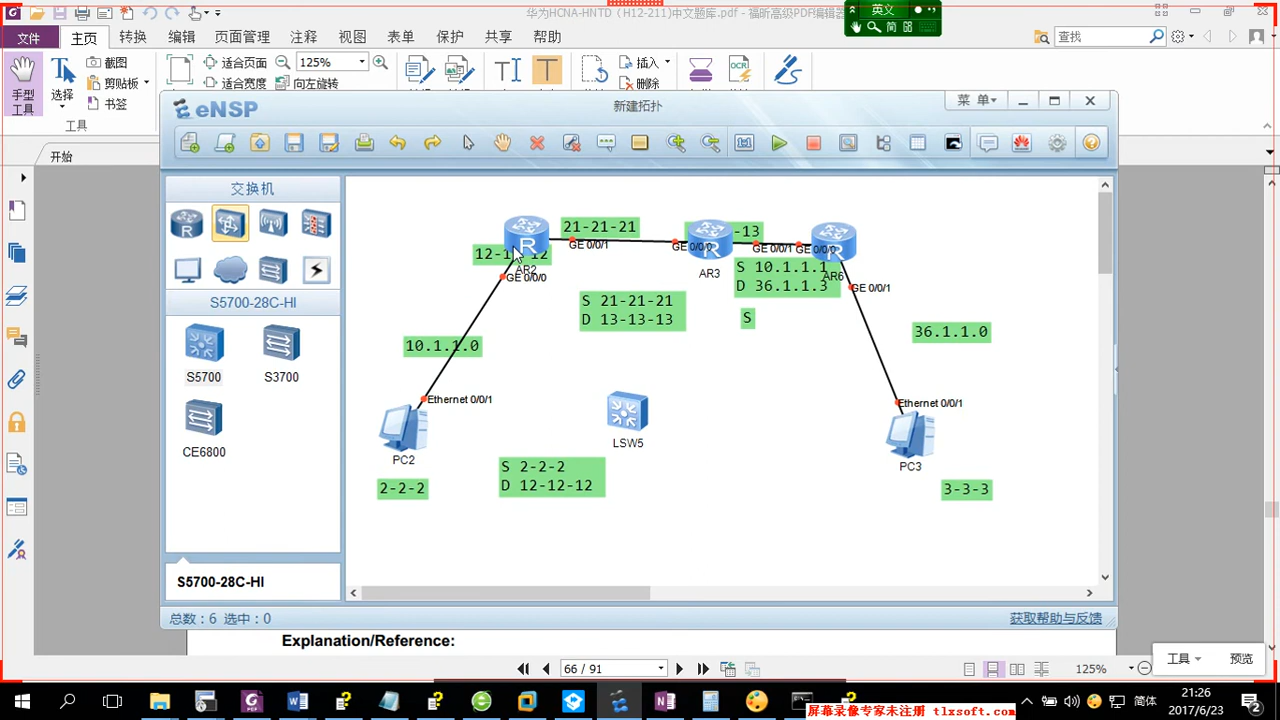 华为HCNA-HNTD（H12-211)中文题库.pdf - 福昕高级PDF编辑器
英文
简
文件
主页
转换
编辑
页面管理
注释
视图
表单
保护
共享
帮助
查找
手型
工具
选择
截图
剪贴板
书签
适合页面
适合宽度
125%
向左旋转
插入
删除
工具
开始
eNSP
新建拓扑
菜 单
交换机
S5700-28C-HI
S5700
S3700
CE6800
S5700-28C-HI
21-21-21
-13
GE 0/0/1
GE 0/0/0
GE 0/0/1
GE 0/0/0
AR2
AR3
AR6
GE 0/0/0
S 10.1.1.1
D 36.1.1.3
GE 0/0/1
S 21-21-21
D 13-13-13
S
10.1.1.0
36.1.1.0
Ethernet 0/0/1
Ethernet 0/0/1
PC2
LSW5
PC3
2-2-2
S 2-2-2
D 12-12-12
3-3-3
总数：6 选中：0
获取帮助与反馈
Explanation/Reference:
66 / 91
125%
工具
预览
简体
21:26
2017/6/23
屏幕录像专家未注册 tlxsoft.com
2